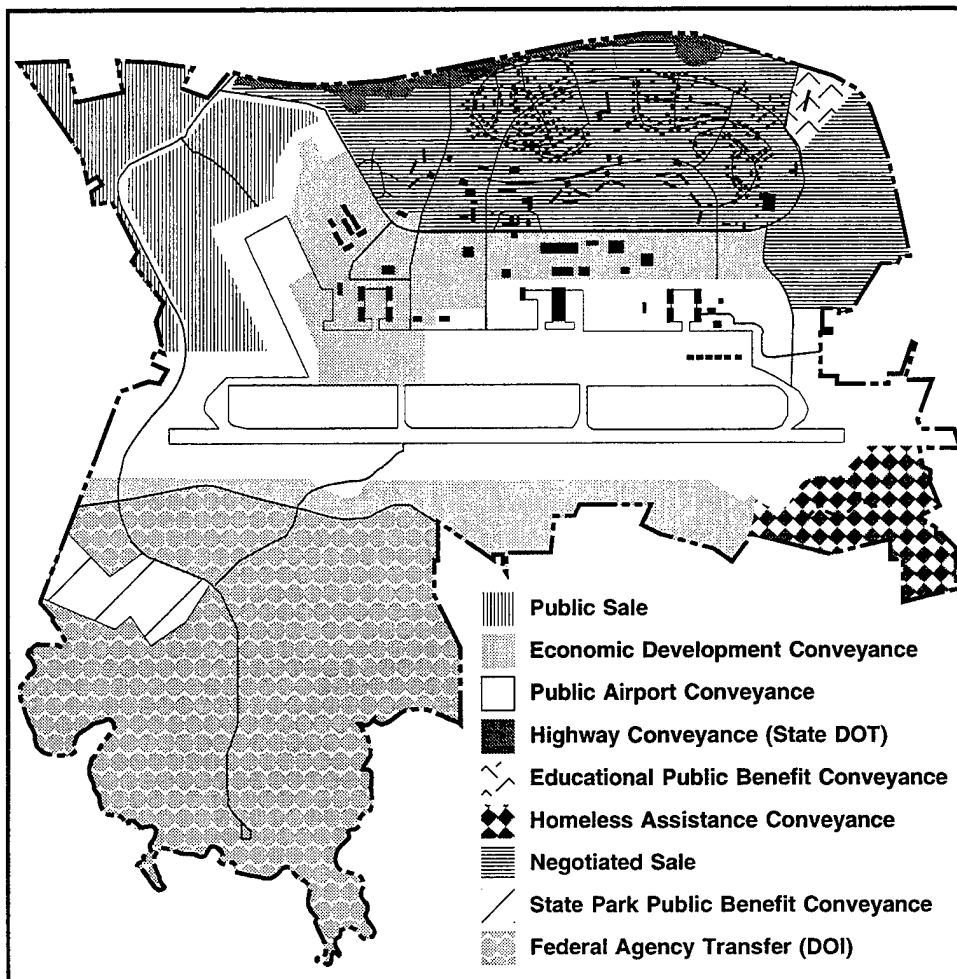 Public Sale
Economic Development Conveyance
Public Airport Conveyance
Highway Conveyance (State DOT)
Educational Public Benefit Conveyance
Homeless Assistance Conveyance
Negotiated Sale
State Park Public Benefit Conveyance
Federal Agency Transfer (DOI)